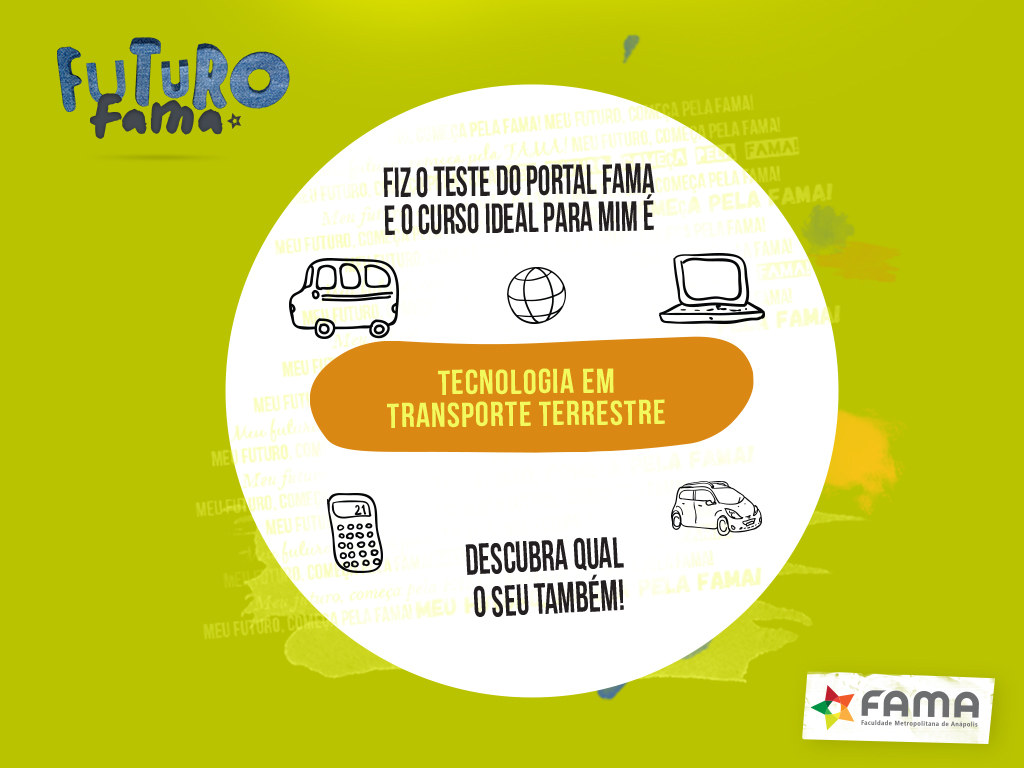 FUTURO
Fama
FIZ O TESTE DO PORTAL FAMA
E O CURSO IDEAL PARA MIM É
TECNOLOGIA EM
TRANSPORTE TERRESTRE
21
DESCUBRA QUAL
O SEU TAMBÉM!
FAMA
Faculdade Metropolitana de Anápolis